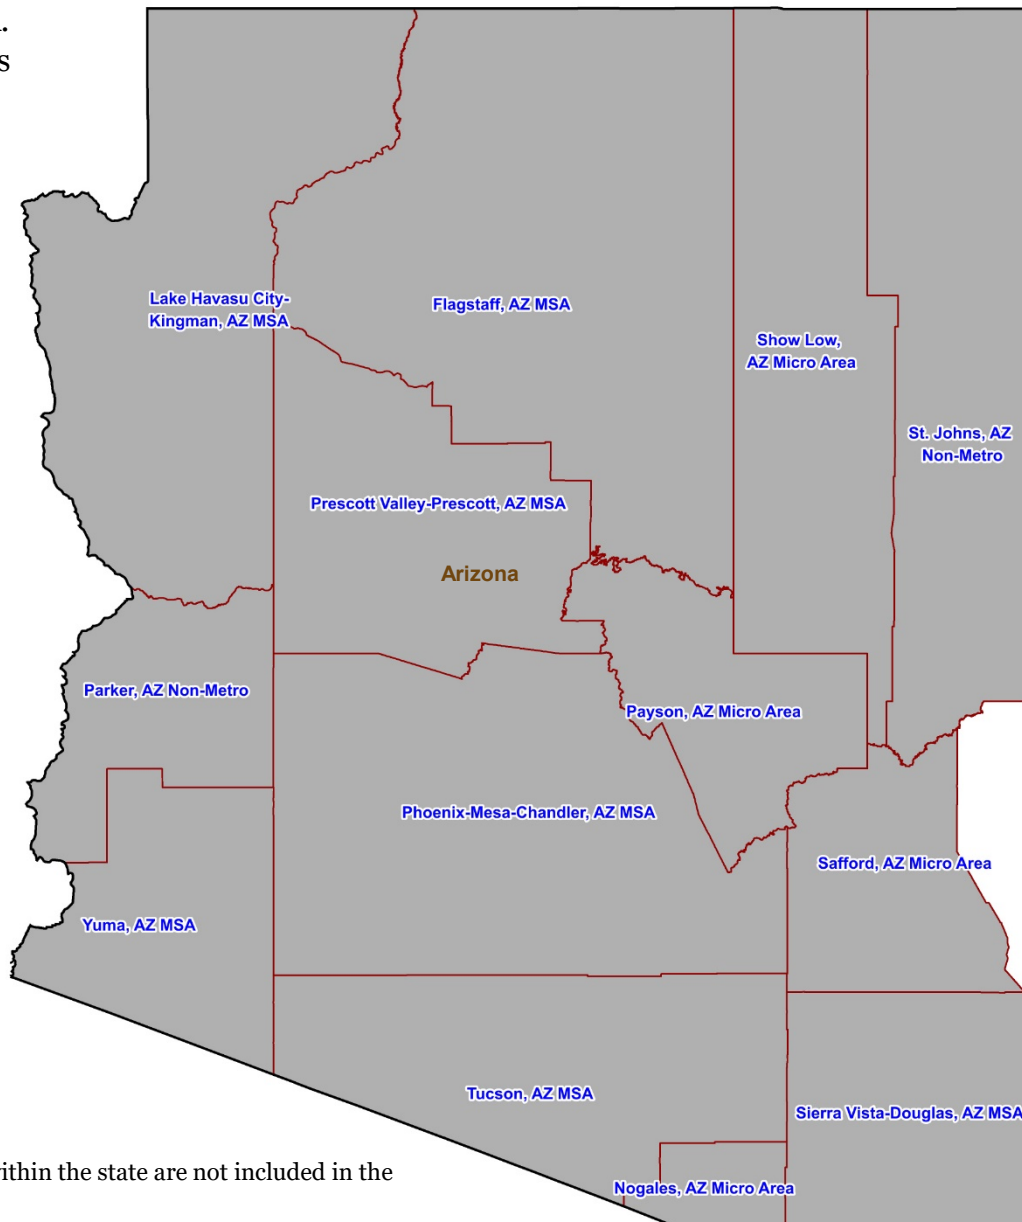 Lake Havasu City-
Kingman, AZ MSA
Flagstaff, AZ MSA
Show Low,
AZ Micro Area
St. Johns, AZ
Non-Metro
Prescott Valley-Prescott, AZ MSA
Arizona
Parker, AZ Non-Metro
Payson, AZ Micro Area
Phoenix-Mesa-Chandler, AZ MSA
Safford, AZ Micro Area
Yuma, AZ MSA
Tucson, AZ MSA
Sierra Vista-Douglas, AZ MSA
within the state are not included in the
Nogales, AZ Micro Area